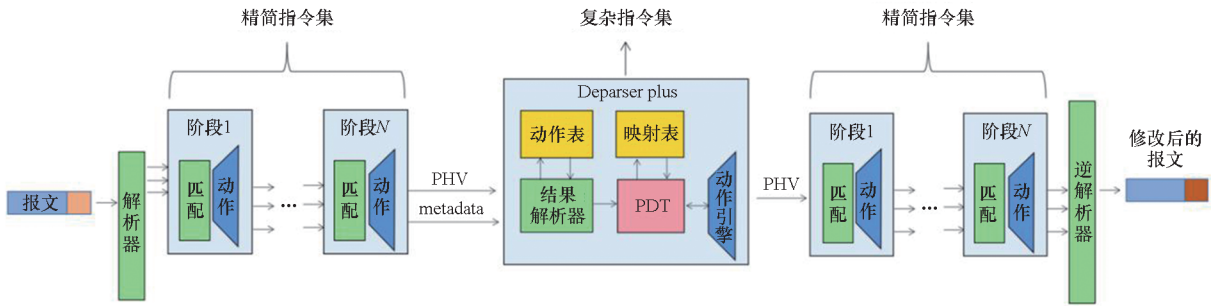 精简指令集
复杂指令集
精简指令集
Deparser plus
阶段1
阶段N
动作表
映射表
阶段1
阶段N
修改后的
报文
报文
解析器
匹配
动作
...
匹配
动作
PHV
metadata
结果
解析器
PDT
动作引擎
PHV
匹配
动作
...
匹配
动作
逆解析器